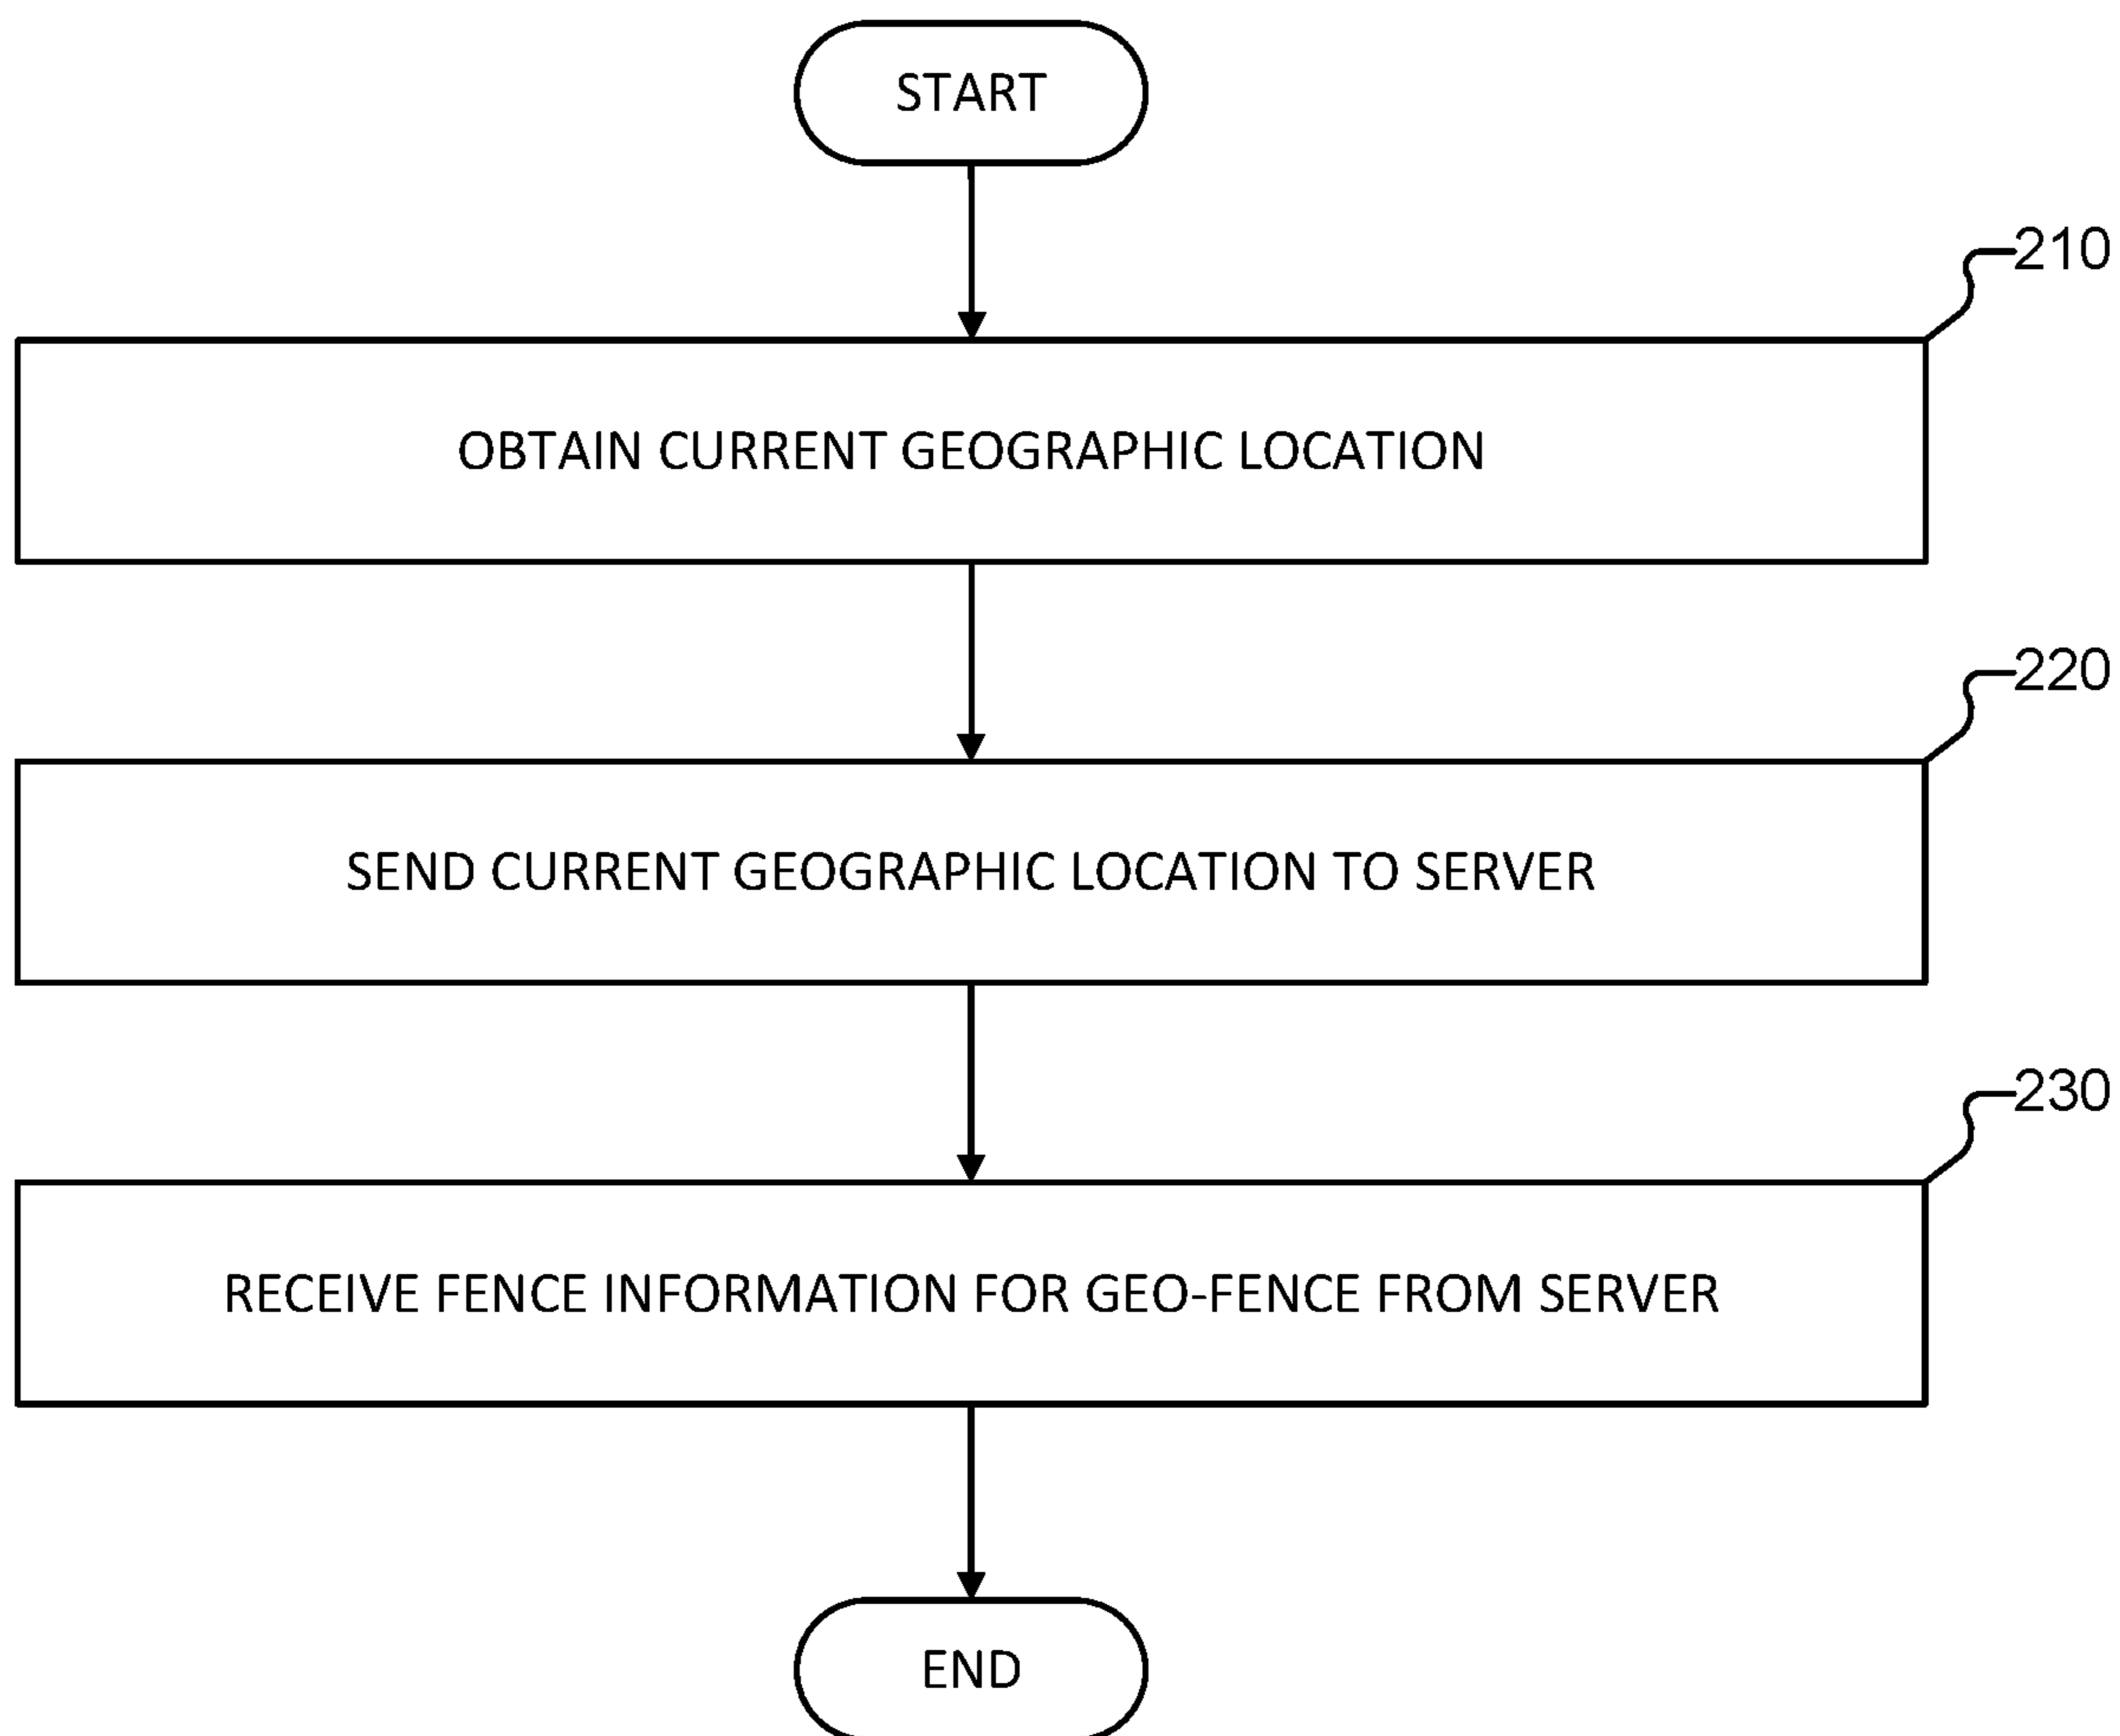 START
210
OBTAIN CURRENT GEOGRAPHIC LOCATION
220
SEND CURRENT GEOGRAPHIC LOCATION TO SERVER
230
RECEIVE FENCE INFORMATION FOR GEO-FENCE FROM SERVER
END